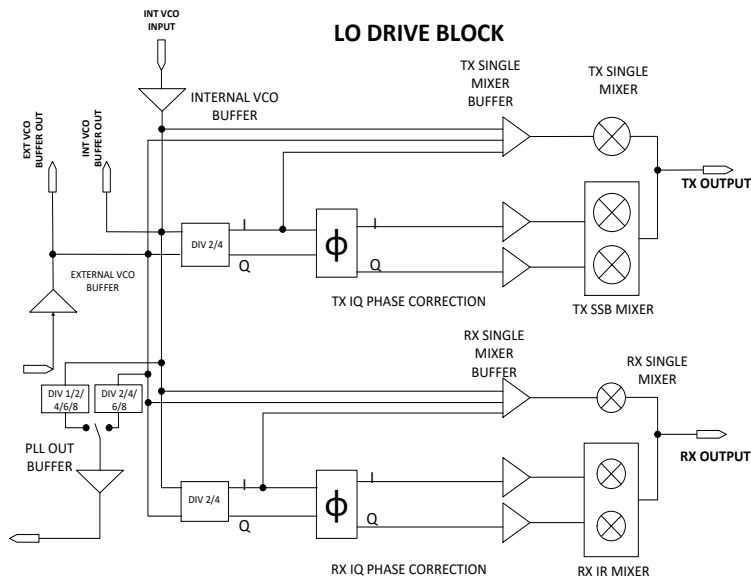 INT VCO
INPUT
LO DRIVE BLOCK
TX SINGLE
MIXER
BUFFER
TX SINGLE
MIXER
INTERNAL VCO
BUFFER
EXT VCO
BUFFER OUT
INT VCO
BUFFER OUT
TX OUTPUT
DIV 2/4
I
Q
ϕ
I
Q
EXTERNAL VCO
BUFFER
TX IQ PHASE CORRECTION
TX SSB MIXER
RX SINGLE
MIXER
BUFFER
RX SINGLE
MIXER
DIV 1/2/
4/6/8
DIV 2/4/
6/8
PLL OUT
BUFFER
RX OUTPUT
DIV 2/4
I
Q
ϕ
I
Q
RX IQ PHASE CORRECTION
RX IR MIXER